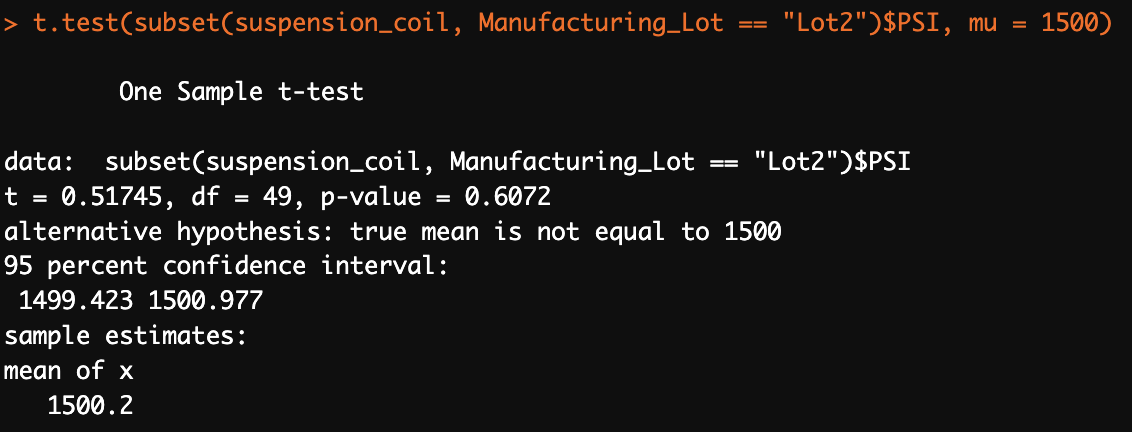 > t.test(subset(suspension_coil, Manufacturing_Lot == "Lot2")$PSI, mu = 1500)
One Sample t-test
data:  subset(suspension_coil, Manufacturing_Lot == "Lot2")$PSI
t = 0.51745, df = 49, p-value = 0.6072
alternative hypothesis: true mean is not equal to 1500
95 percent confidence interval:
 1499.423 1500.977
sample estimates:
mean of x
   1500.2